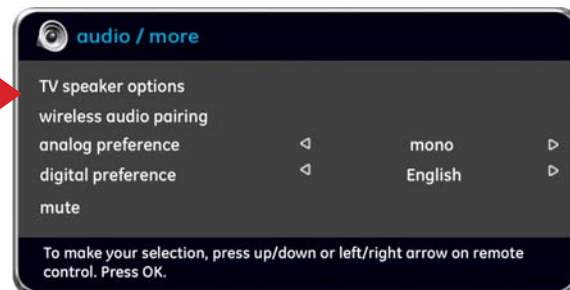 audio / more
TV speaker options
wireless audio pairing
analog preference mono
digital preference English
mute
To make your selection, press up/down or left/right arrow on remote
control. Press OK.